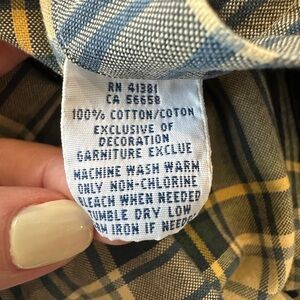 RN 41381
CA 56658
100% COTTON/COTON
EXCLUSIVE OF
DECORATION
GARNITURE EXCLUE
MACHINE WASH WARM
ONLY NON-CHLORINE
BLEACH WHEN NEEDED
TUMBLE DRY LOW
IRON IF